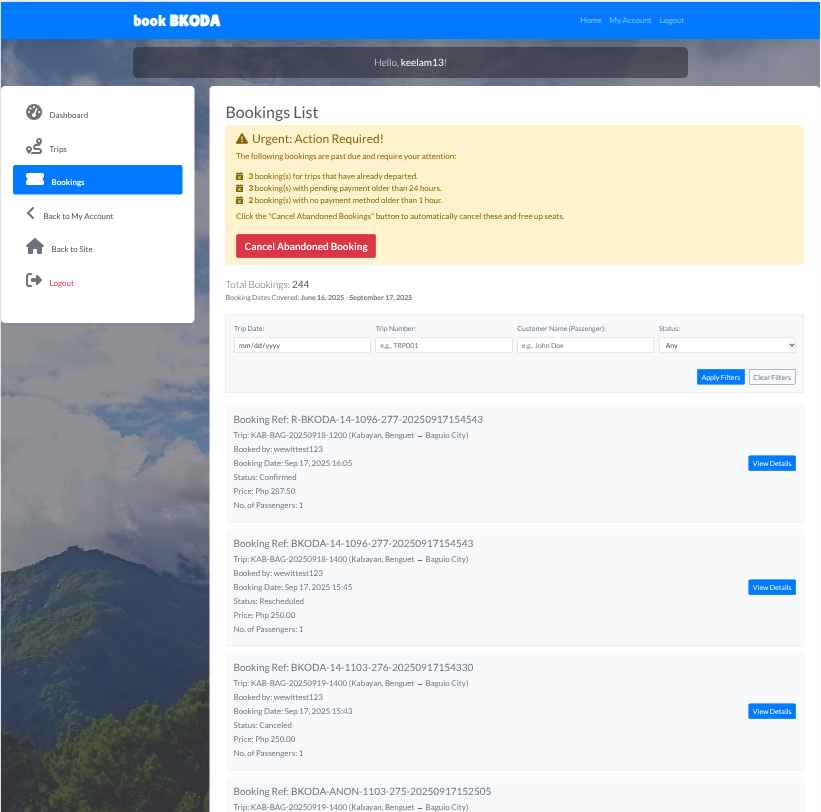 book BKODA
Home My Account Logout
Hello, keelam13!
Dashboard
Trips
Bookings
Back to My Account
Back to Site
Logout
Bookings List
Urgent: Action Required!
The following bookings are past due and require your attention:
3 booking(s) for trips that have already departed.
3 booking(s) with pending payment older than 24 hours.
2 booking(s) with no payment method older than 1 hour.
Click the "Cancel Abandoned Bookings" button to automatically cancel these and free up seats.
Cancel Abandoned Booking
Total Bookings: 244
Booking Dates Covered: June 16, 2025 - September 17, 2025
Trip Date: Trip Number: Customer Name (Passenger): Status:
mm/dd/yyyy e.g., TRP001 e.g., John Doe Any
Apply Filters Clear Filters
Booking Ref: R-BKODA-14-1096-277-20250917154543
Trip: KAB-BAG-20250918-1200 (Kabayan, Benguet → Baguio City)
Booked by: wewittest123
Booking Date: Sep 17, 2025 16:05
View Details
Status: Confirmed
Price: Php 287.50
No. of Passengers: 1
Booking Ref: BKODA-14-1096-277-20250917154543
Trip: KAB-BAG-20250918-1400 (Kabayan, Benguet → Baguio City)
Booked by: wewittest123
Booking Date: Sep 17, 2025 15:45
View Details
Status: Rescheduled
Price: Php 250.00
No. of Passengers: 1
Booking Ref: BKODA-14-1103-276-20250917154330
Trip: KAB-BAG-20250919-1400 (Kabayan, Benguet → Baguio City)
Booked by: wewittest123
Booking Date: Sep 17, 2025 15:43
View Details
Status: Canceled
Price: Php 250.00
No. of Passengers: 1
Booking Ref: BKODA-ANON-1103-275-20250917152505
Trip: KAB-BAG-20250919-1400 (Kabayan, Benguet → Baguio City)